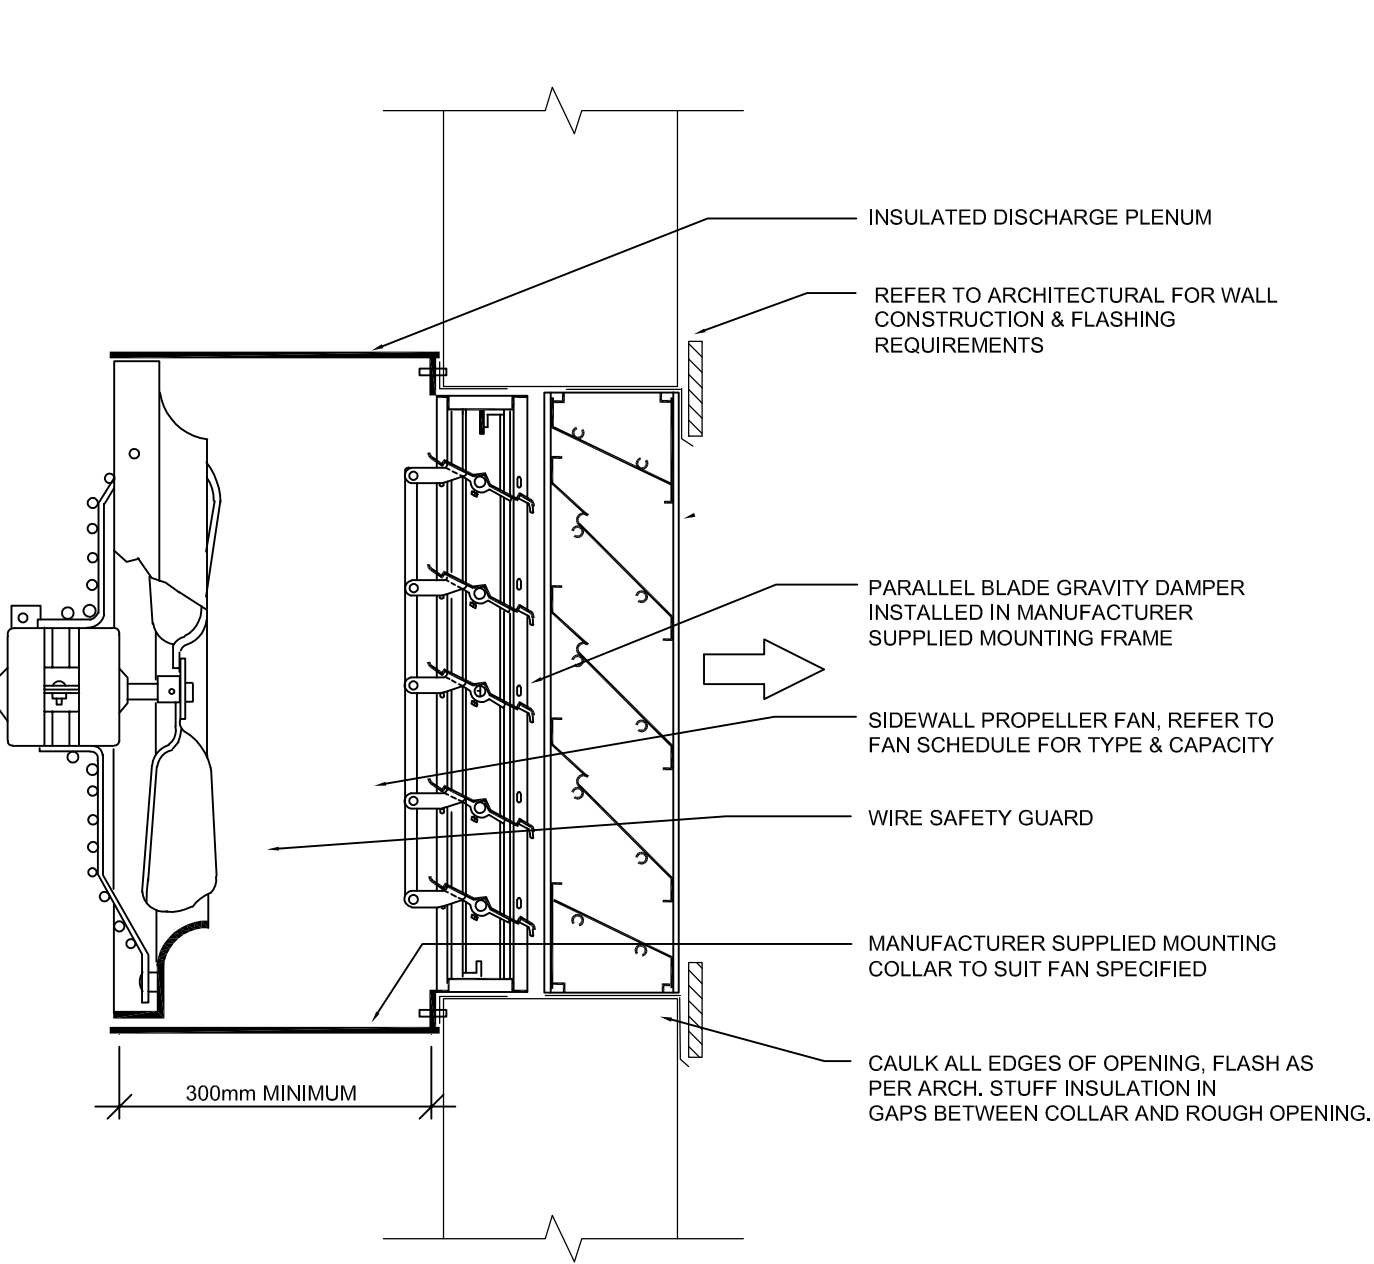 INSULATED DISCHARGE PLENUM
REFER TO ARCHITECTURAL FOR WALL
CONSTRUCTION & FLASHING
REQUIREMENTS
PARALLEL BLADE GRAVITY DAMPER
INSTALLED IN MANUFACTURER
SUPPLIED MOUNTING FRAME
SIDEWALL PROPELLER FAN, REFER TO
FAN SCHEDULE FOR TYPE & CAPACITY
WIRE SAFETY GUARD
MANUFACTURER SUPPLIED MOUNTING
COLLAR TO SUIT FAN SPECIFIED
CAULK ALL EDGES OF OPENING, FLASH AS
PER ARCH. STUFF INSULATION IN
GAPS BETWEEN COLLAR AND ROUGH OPENING.
300mm MINIMUM